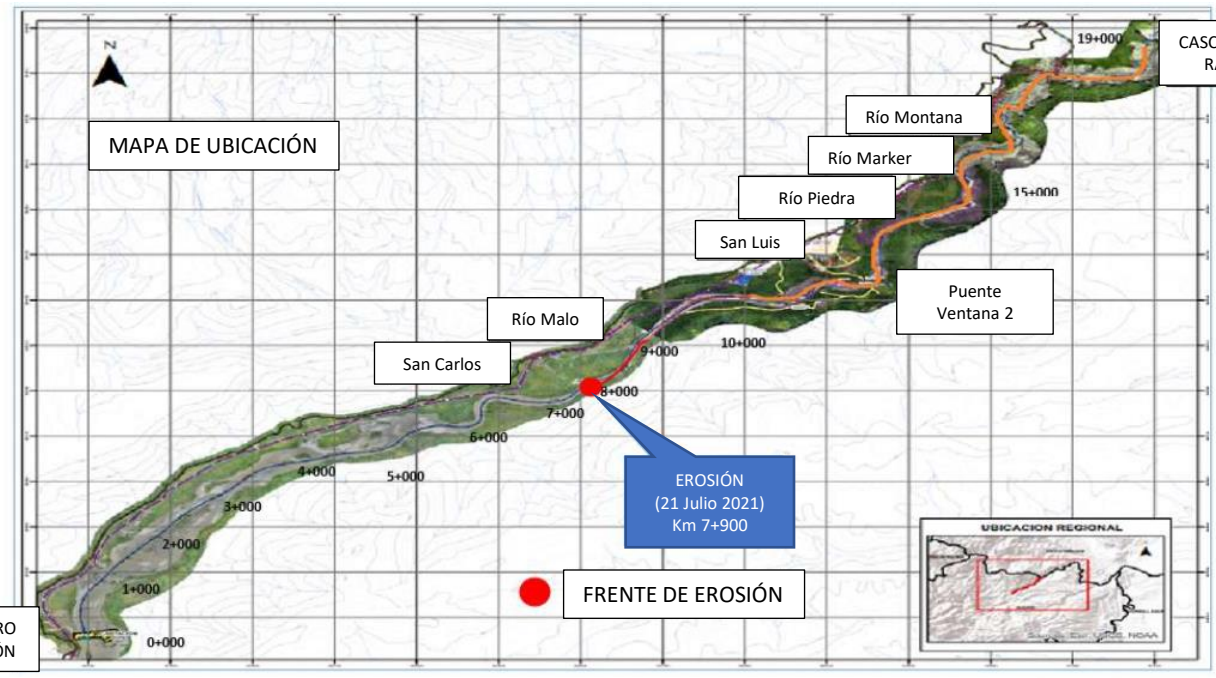 N
19+000
CASO
RA
Río Montana
MAPA DE UBICACIÓN
Río Marker
15+000
Río Piedra
San Luis
Puente
Ventana 2
Río Malo
10+000
9+000
San Carlos
8+000
7+000
6+000
5+000
4+000
3+000
2+000
1+000
0+000
EROSIÓN
(21 Julio 2021)
Km 7+900
FRENTE DE EROSIÓN
UBICACION REGIONAL
NOAA
RO
ÓN